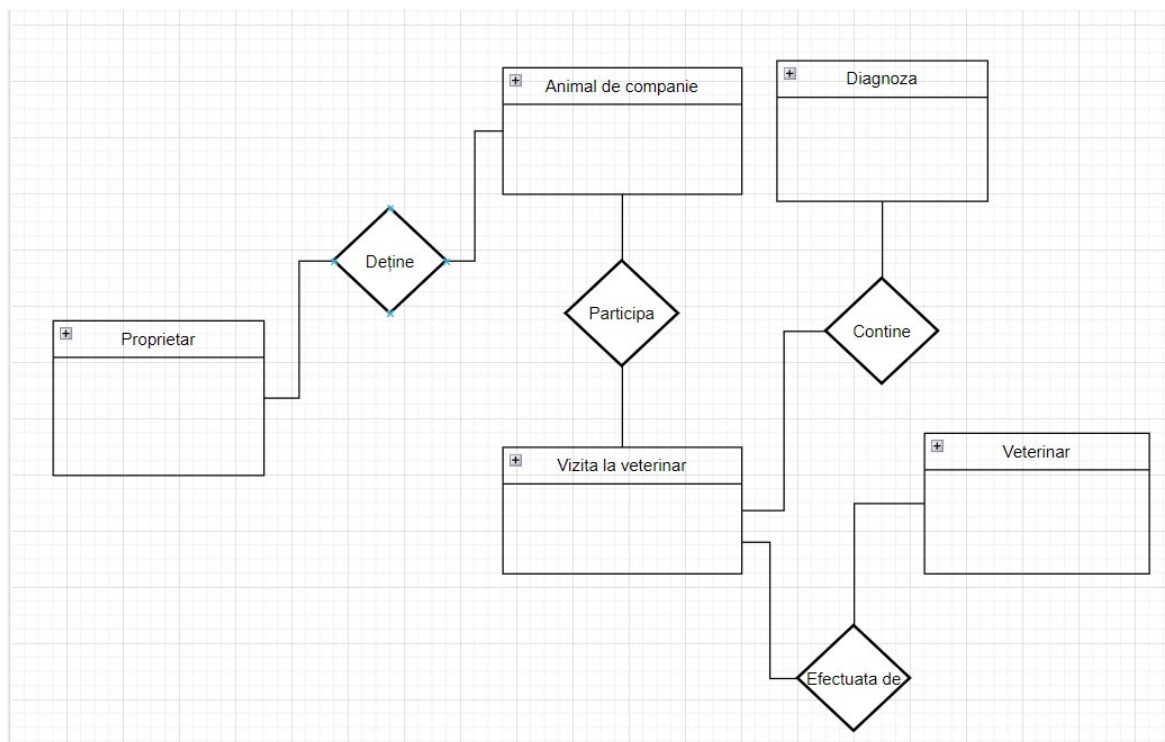 Animal de companie
Diagnoza
Deține
Participa
Proprietar
Contine
Vizita la veterinar
Veterinar
Efectuata de